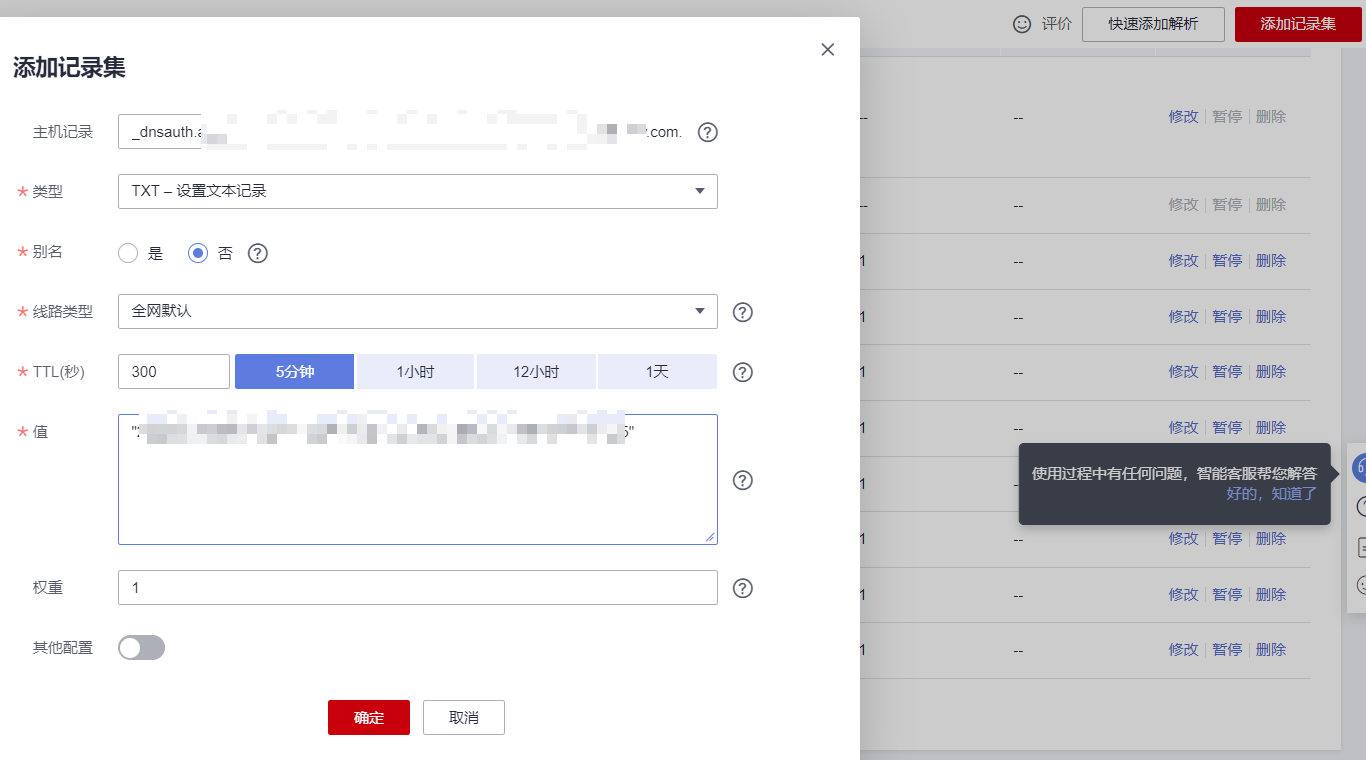 评价
快速添加解析
添加记录集
添加记录集
主机记录
_dnsauth.
.com.
* 类型
TXT – 设置文本记录
* 别名
是
否
* 线路类型
全网默认
* TTL(秒)
300
5分钟
1小时
12小时
1天
* 值
权重
1
其他配置
确定
取消
-- -- 修改 暂停 删除
-- -- 修改 暂停 删除
1 -- 修改 暂停 删除
1 -- 修改 暂停 删除
1 -- 修改 暂停 删除
1 -- 修改 暂停 删除
使用过程中有任何问题，智能客服帮您解答
好的，知道了
1
1 -- 修改 暂停 删除
1 -- 修改 暂停 删除
1 -- 修改 暂停 删除